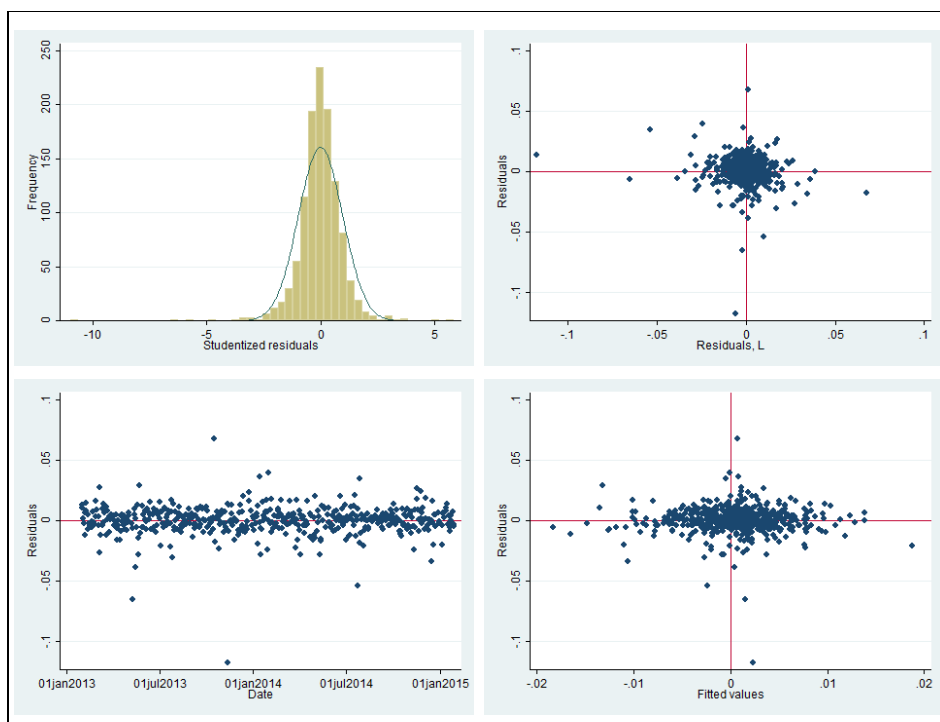 250
200
150
100
50
0
Frequency
-10
-5
0
5
Studentized residuals
.1
.05
0
-.05
-.1
Residuals
-.1
-.05
0
.05
.1
Residuals, L
.1
.05
0
-.05
-.1
Residuals
01jan2013
01jul2013
01jan2014
01jul2014
01jan2015
Date
.1
.05
0
-.05
-.1
Residuals
-.02
-.01
0
.01
.02
Fitted values